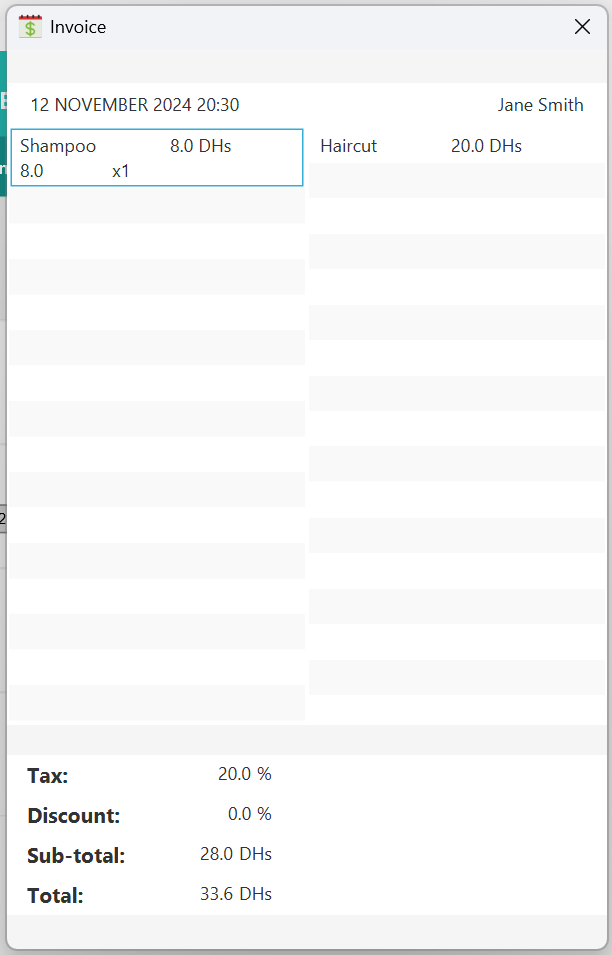 Invoice
12 NOVEMBER 2024 20:30 Jane Smith
Shampoo 8.0 DHs
8.0 x1
Haircut 20.0 DHs
Tax: 20.0 %
Discount: 0.0 %
Sub-total: 28.0 DHs
Total: 33.6 DHs